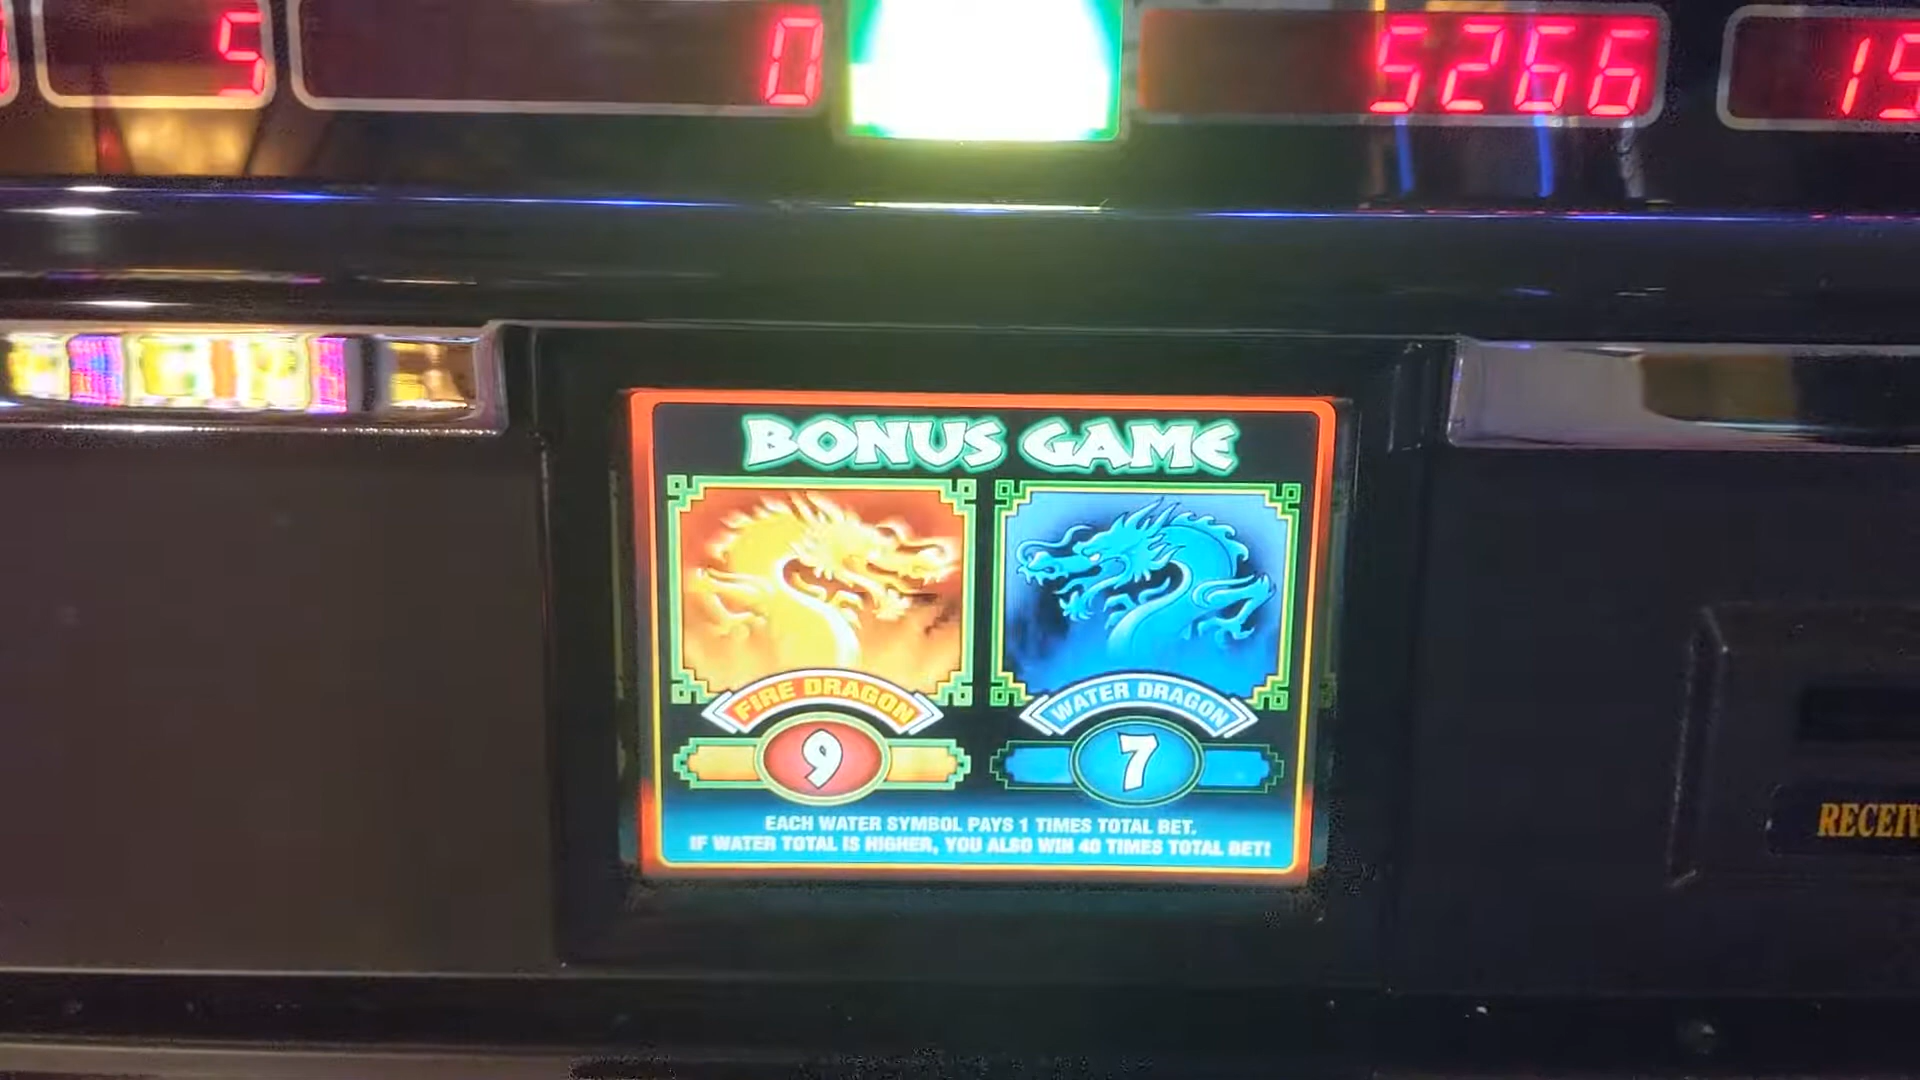 5
0
5266
BONUS GAME
FIRE DRAGON
WATER DRAGON
9
7
EACH WATER SYMBOL PAYS 1 TIMES TOTAL BET.
IF WATER TOTAL IS HIGHER, YOU ALSO WIN 40 TIMES TOTAL BET!